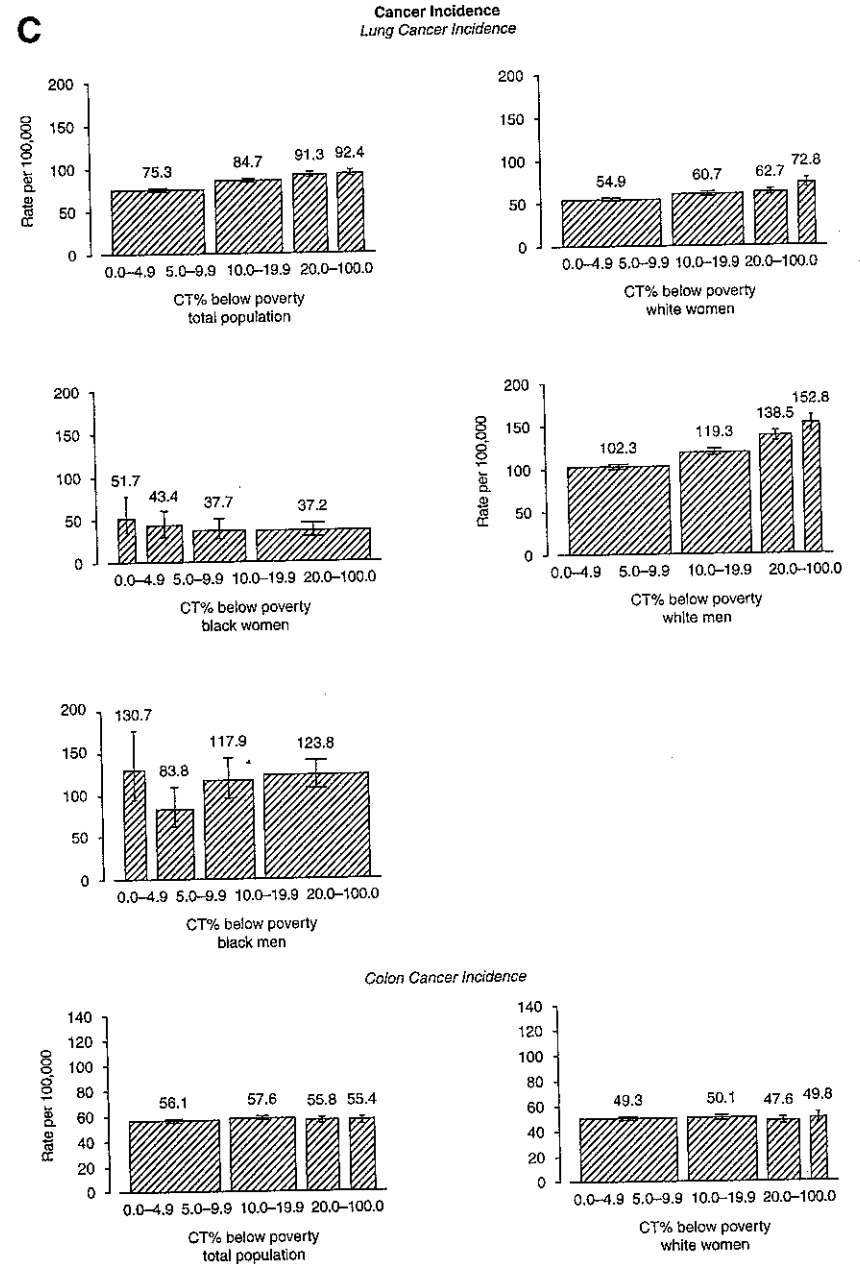 C
Cancer Incidence
Lung Cancer Incidence
Rate per 100,000
200
150
100
50
0
75.3
84.7
91.3
92.4
0.0–4.9 5.0–9.9 10.0–19.9 20.0–100.0
CT% below poverty
total population
200
150
100
50
0
54.9
60.7
62.7
72.8
0.0–4.9 5.0–9.9 10.0–19.9 20.0–100.0
CT% below poverty
white women
200
150
100
50
0
51.7
43.4
37.7
37.2
0.0–4.9 5.0–9.9 10.0–19.9 20.0–100.0
CT% below poverty
black women
Rate per 100,000
200
150
100
50
0
102.3
119.3
138.5
152.8
0.0–4.9 5.0–9.9 10.0–19.9 20.0–100.0
CT% below poverty
white men
200
150
100
50
0
130.7
83.8
117.9
123.8
0.0–4.9 5.0–9.9 10.0–19.9 20.0–100.0
CT% below poverty
black men
Colon Cancer Incidence
Rate per 100,000
140
120
100
80
60
40
20
0
56.1
57.6
55.8
55.4
0.0–4.9 5.0–9.9 10.0–19.9 20.0–100.0
CT% below poverty
total population
140
120
100
80
60
40
20
0
49.3
50.1
47.6
49.8
0.0–4.9 5.0–9.9 10.0–19.9 20.0–100.0
CT% below poverty
white women